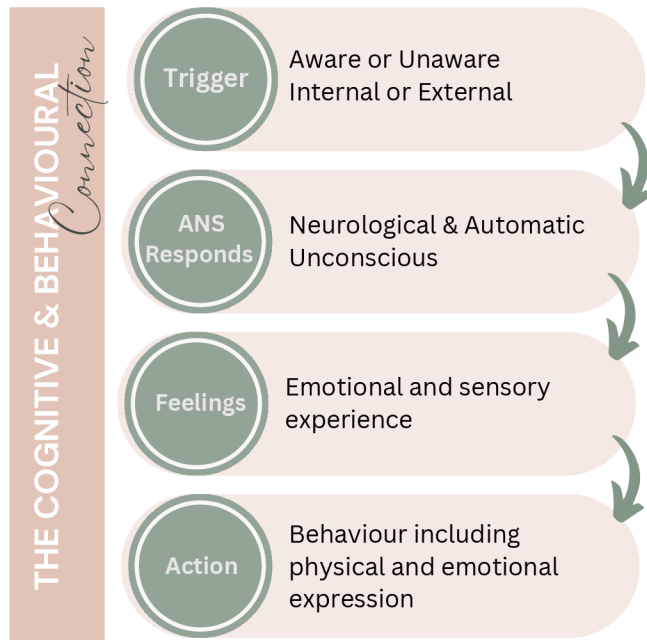 THE COGNITIVE & BEHAVIOURAL
Connection
Trigger
Aware or Unaware
Internal or External
ANS
Responds
Neurological & Automatic
Unconscious
Feelings
Emotional and sensory
experience
Action
Behaviour including
physical and emotional
expression